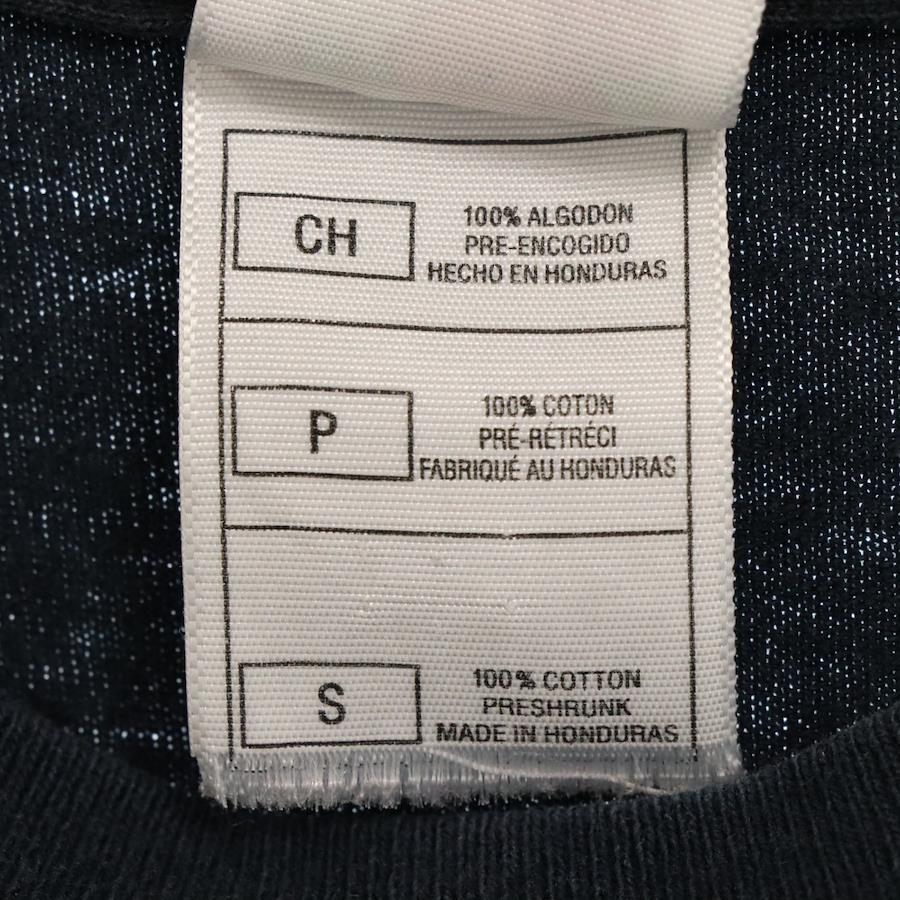 CH
100% ALGODON
PRE-ENCOGIDO
HECHO EN HONDURAS
P
100% COTON
PRÉ-RÉTRÉCI
FABRIQUÉ AU HONDURAS
S
100% COTTON
PRESHRUNK
MADE IN HONDURAS